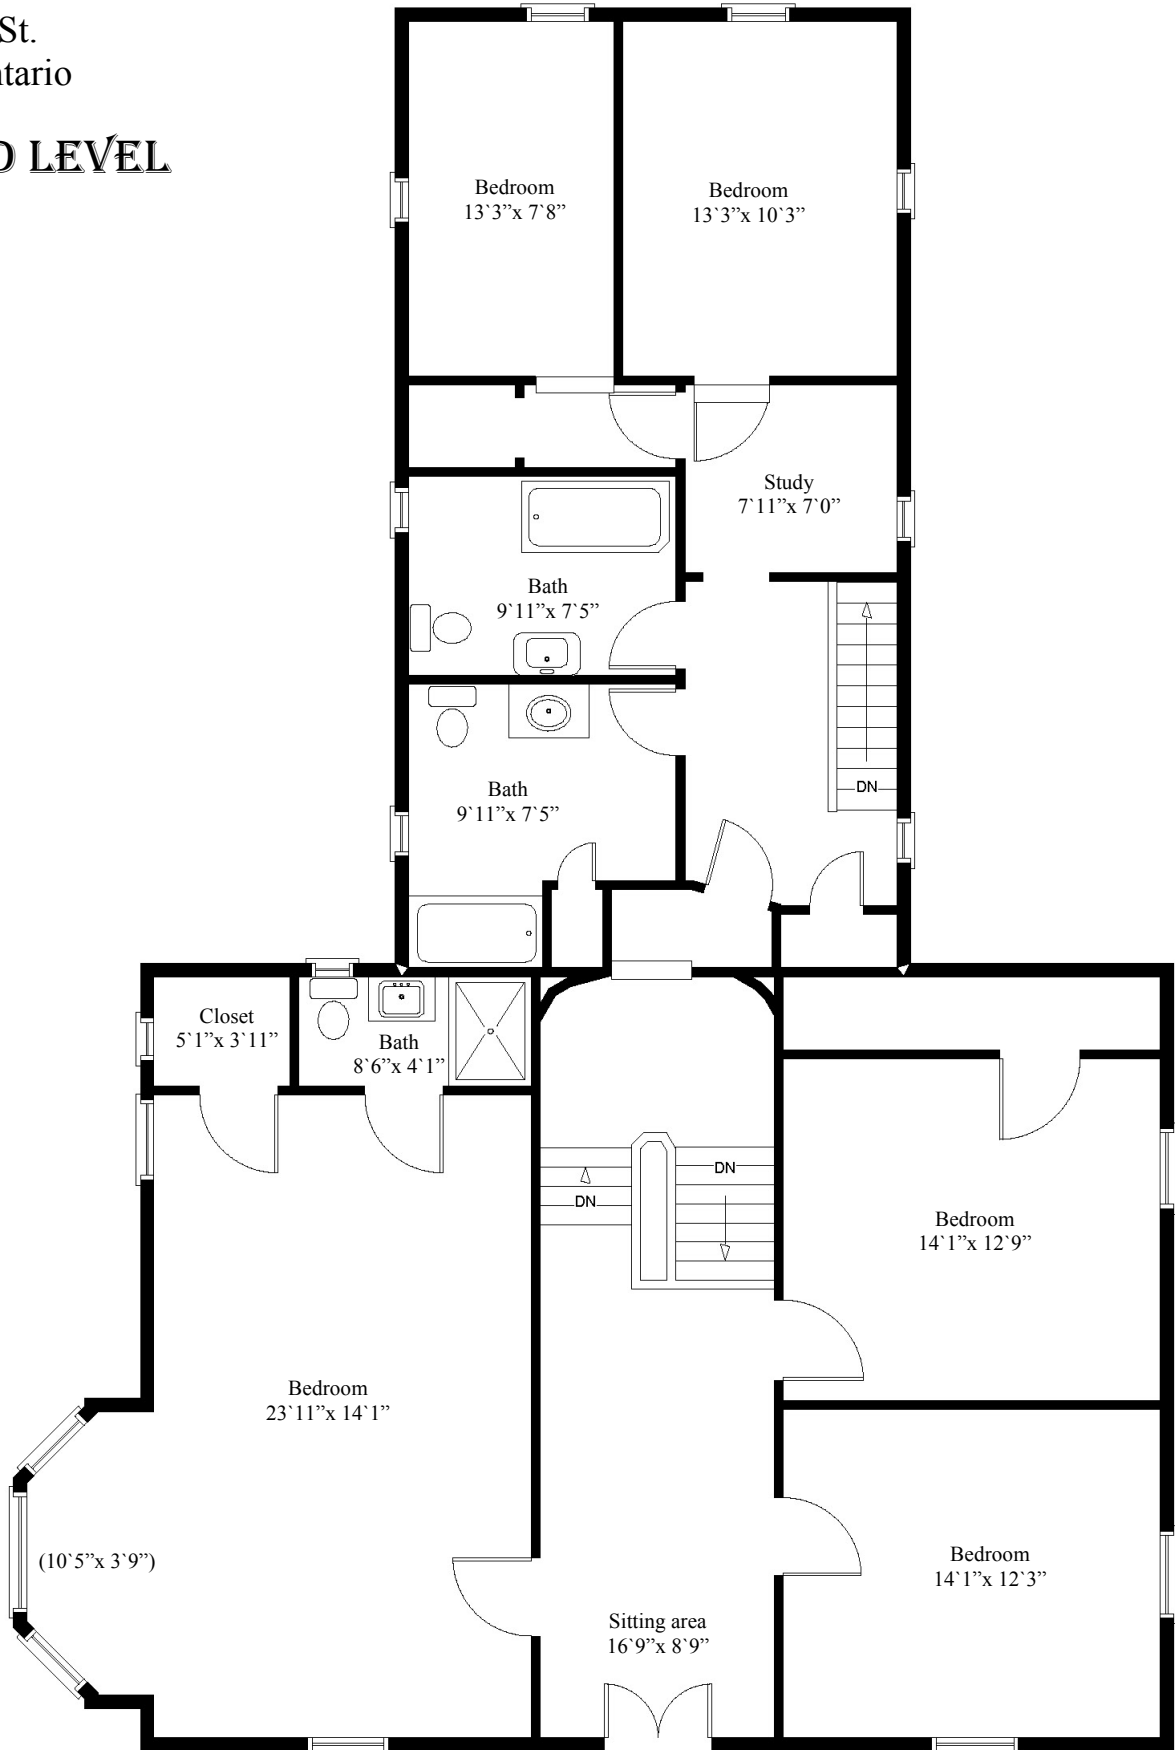 St.
LEVEL
Bedroom
13`3”x 7`8”
Bedroom
13`3”x 10`3”
Study
7`11”x 7`0”
Bath
9`11”x 7`5”
DN
Bath
9`11”x 7`5”
Closet
5`1”x 3`11”
Bath
8`6”x 4`1”
DN
DN
Bedroom
14`1”x 12`9”
Bedroom
23`11”x 14`1”
(10`5”x 3`9”)
Bedroom
14`1”x 12`3”
Sitting area
16`9”x 8`9”